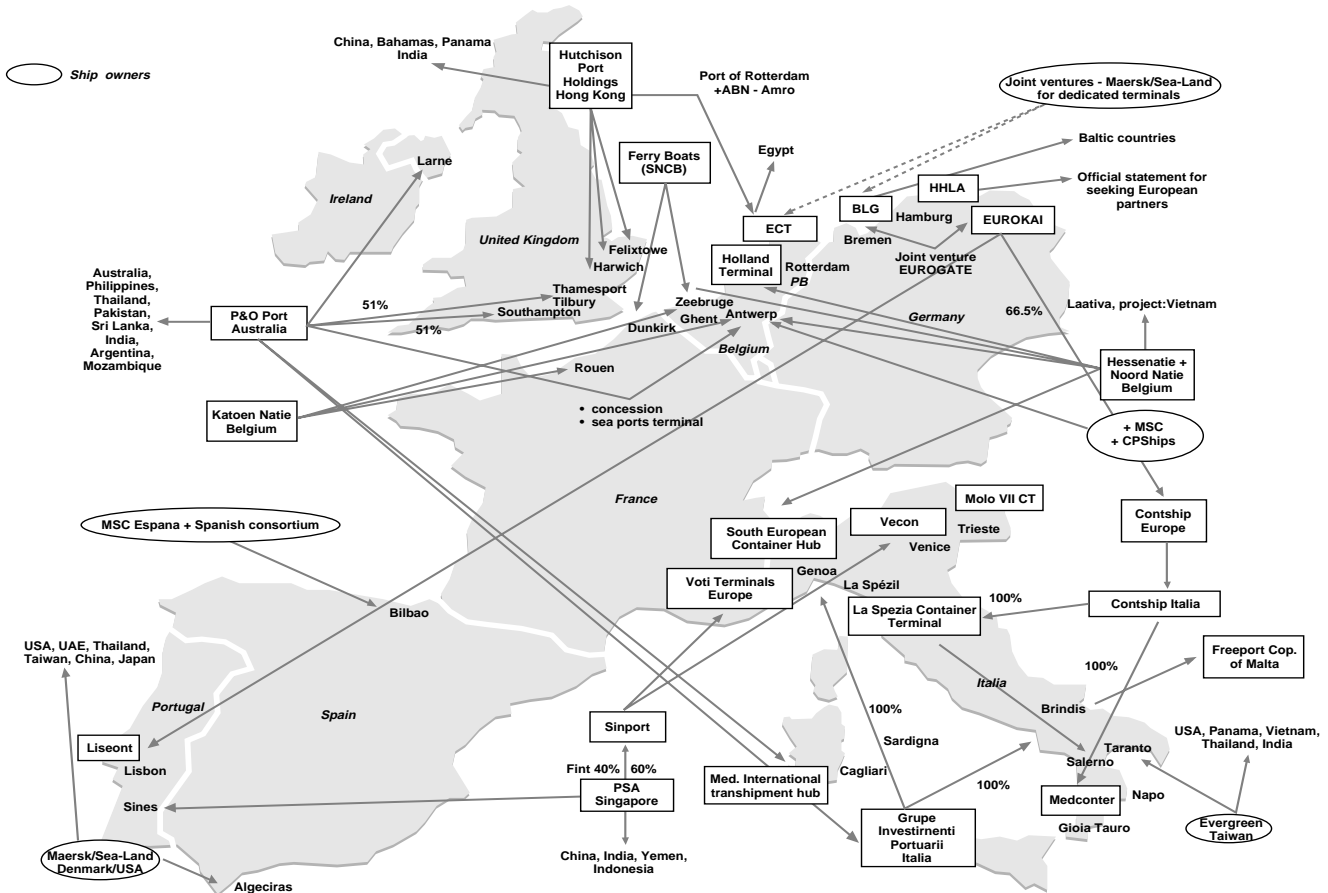 China, Bahamas, Panama
India
Hutchison
Port
Holdings
Hong Kong
Ship owners
Port of Rotterdam
+ABN - Amro
Joint ventures - Maersk/Sea-Land
for dedicated terminals
Baltic countries
Egypt
Ferry Boats
(SNCB)
Larne
Ireland
HHLA
Official statement for
seeking European
partners
BLG
Hamburg
EUROKAI
ECT
Bremen
United Kingdom
Felixtowe
Harwich
Joint venture
EUROGATE
Holland
Terminal
Rotterdam
PB
Australia,
Philippines,
Thailand,
Pakistan,
Sri Lanka,
India,
Argentina,
Mozambique
P&O Port
Australia
51%
51%
Thamesport
Tilbury
Southampton
Zeebruge
Ghent
Antwerp
Dunkirk
Belgium
Germany
66.5%
Laativa, project:Vietnam
Hessenatie +
Noord Natie
Belgium
Rouen
Katoen Natie
Belgium
• concession
• sea ports terminal
+ MSC
+ CPShips
France
Molo VII CT
MSC Espana + Spanish consortium
South European
Container Hub
Vecon
Trieste
Venice
Contship
Europe
Genoa
Voti Terminals
Europe
La Spézil
Bilbao
La Spezia Container
Terminal
100%
Contship Italia
USA, UAE, Thailand,
Taiwan, China, Japan
100%
Freeport Cop.
of Malta
Portugal
Spain
Italia
Brindis
Sinport
100%
Sardigna
USA, Panama, Vietnam,
Thailand, India
Liseont
Lisbon
Taranto
Salerno
Fint 40%
60%
Cagliari
Med. International
transhipment hub
100%
PSA
Singapore
Sines
Medconter
Napo
Grupe
Investirnenti
Portuarii
Italia
Gioia Tauro
Evergreen
Taiwan
Maersk/Sea-Land
Denmark/USA
China, India, Yemen,
Indonesia
Algeciras